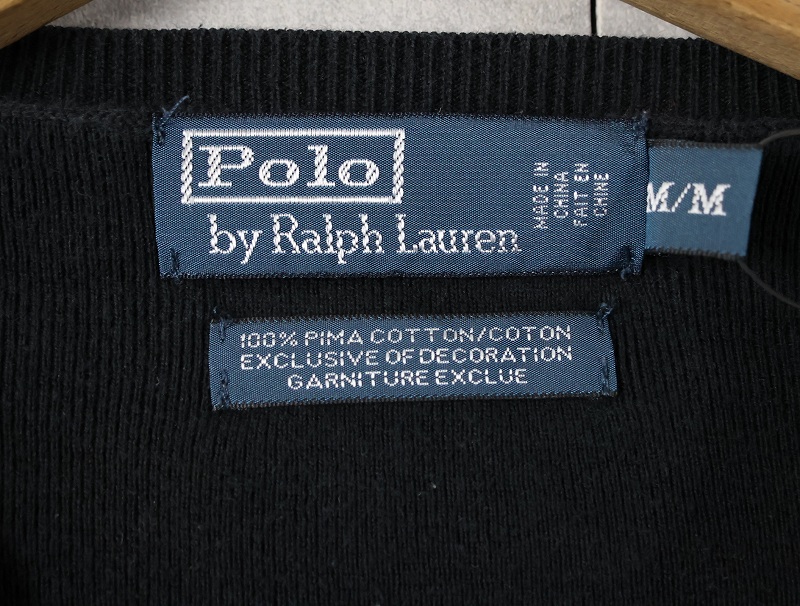 Polo
by Ralph Lauren
MADE IN
CHINA
FAIT EN
CHINE
M/M
100% PIMA COTTON/COTON
EXCLUSIVE OF DECORATION
GARNITURE EXCLUE